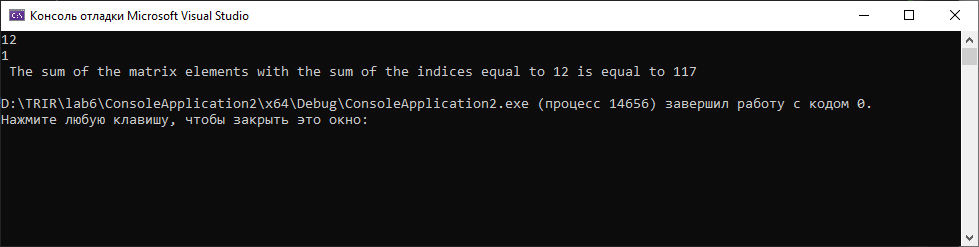 Консоль отладки Microsoft Visual Studio
12
1
The sum of the matrix elements with the sum of the indices equal to 12 is equal to 117
D:\TRIR\lab6\ConsoleApplication2\x64\Debug\ConsoleApplication2.exe (процесс 14656) завершил работу с кодом 0.
Нажмите любую клавишу, чтобы закрыть это окно: